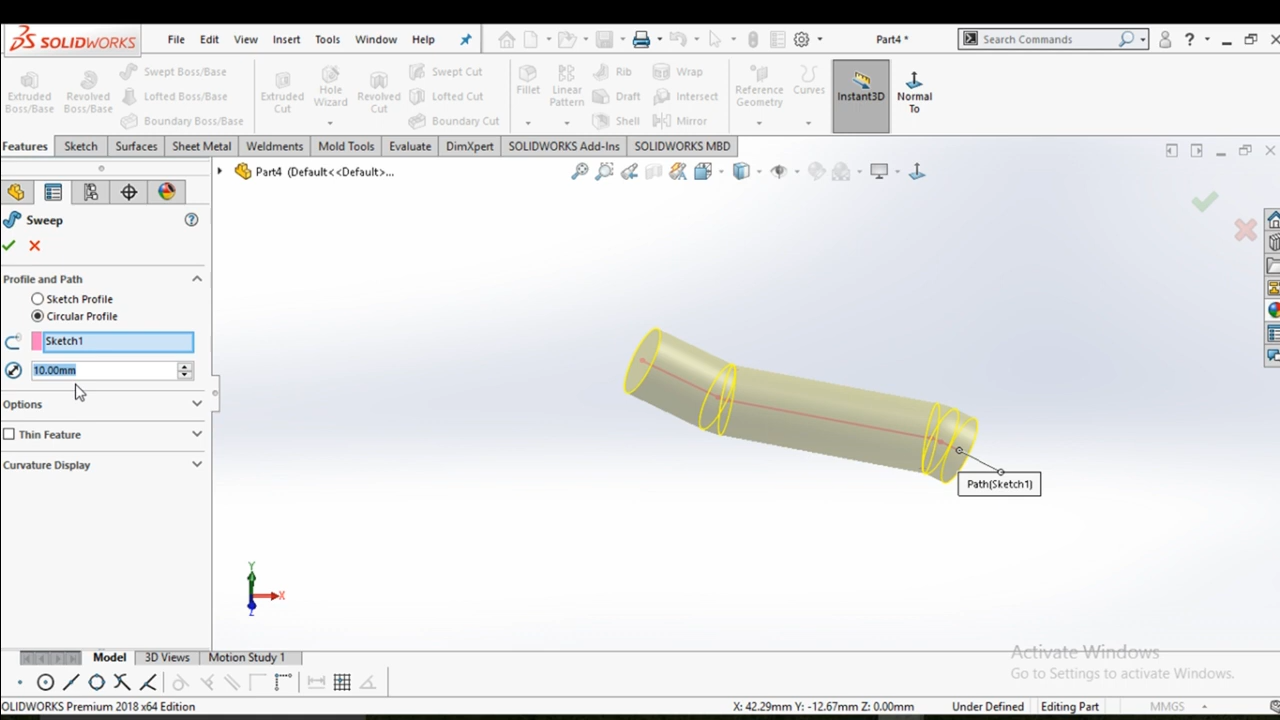 SOLIDWORKS File Edit View Insert Tools Window Help Part4 * Search Commands ?
Extruded Boss/Base
Revolved Boss/Base
Swept Boss/Base
Lofted Boss/Base
Boundary Boss/Base
Extruded Cut
Hole Wizard
Revolved Cut
Swept Cut
Lofted Cut
Boundary Cut
Fillet
Linear Pattern
Rib
Draft
Shell
Wrap
Intersect
Mirror
Reference Geometry
Curves
Instant3D
Normal To
Features Sketch Surfaces Sheet Metal Weldments Mold Tools Evaluate DimXpert SOLIDWORKS Add-Ins SOLIDWORKS MBD
Part4 (Default<<Default>...
Sweep
Profile and Path
Sketch Profile
Circular Profile
Sketch1
10.00mm
Options
Thin Feature
Curvature Display
Path(Sketch1)
Y
X
Z
Activate Windows
Go to Settings to activate Windows.
Model 3D Views Motion Study 1
OLIDWORKS Premium 2018 x64 Edition X: 42.29mm Y: -12.67mm Z: 0.00mm Under Defined Editing Part MMGS